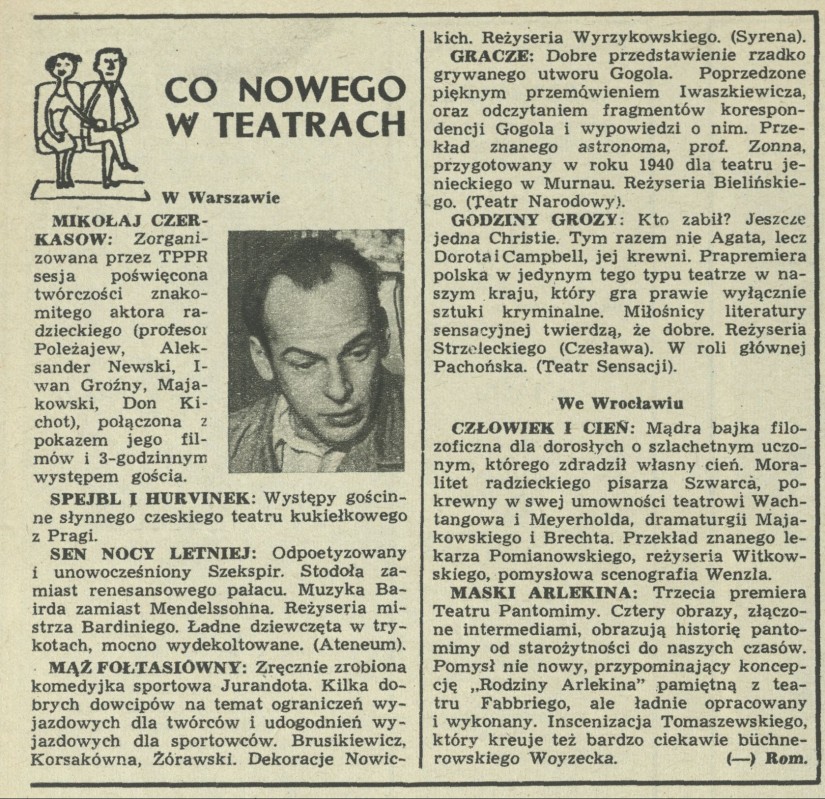 CO NOWEGO
W TEATRACH
W Warszawie
MIKOŁAJ CZER-
KASOW: Zorgani-
zowana przez TPPR
sesja poświęcona
twórczości znako-
mitego aktora ra-
dzieckiego (profesor
Poleżajew, Alek-
sander Newski, I-
wan Groźny, Maja-
kowski, Don Ki-
chot), połączona z
pokazem jego fil-
mów i 3-godzinnym
występem gościa.
SPEJBL I HURVINEK: Występy gościn-
ne słynnego czeskiego teatru kukiełkowego
z Pragi.
SEN NOCY LETNIEJ: Odpoetyzowany
i unowocześniony Szekspir. Stodoła za-
miast renesansowego pałacu. Muzyka Ba-
irda zamiast Mendelssohna. Reżyseria mi-
strza Bardiniego. Ładne dziewczęta w try-
kotach, mocno wydekoltowane. (Ateneum).
MĄŻ FOŁTASIÓWNY: Zręcznie zrobiona
komedyjka sportowa Jurandota. Kilka do-
brych dowcipów na temat ograniczeń wy-
jazdowych dla twórców i udogodnień wy-
jazdowych dla sportowców. Brusikiewicz,
Korsakówna, Żórawski. Dekoracje Nowic-
kich. Reżyseria Wyrzykowskiego. (Syrena).
GRACZE: Dobre przedstawienie rzadko
grywanego utworu Gogola. Poprzedzone
pięknym przemówieniem Iwaszkiewicza,
oraz odczytaniem fragmentów korespon-
dencji Gogola i wypowiedzi o nim. Prze-
kład znanego astronoma, prof. Zonna,
przygotowany w roku 1940 dla teatru je-
nieckiego w Murnau. Reżyseria Bielińskie-
go. (Teatr Narodowy).
GODZINY GROZY: Kto zabił? Jeszcze
jedna Christie. Tym razem nie Agata, lecz
Dorota i Campbell, jej krewni. Prapremiera
polska w jedynym tego typu teatrze w na-
szym kraju, który gra prawie wyłącznie
sztuki kryminalne. Miłośnicy literatury
sensacyjnej twierdzą, że dobre. Reżyseria
Strzeleckiego (Czesława). W roli głównej
Pachońska. (Teatr Sensacji).
We Wrocławiu
CZŁOWIEK I CIEŃ: Mądra bajka filo-
zoficzna dla dorosłych o szlachetnym uczo-
nym, którego zdradził własny cień. Mora-
litet radzieckiego pisarza Szwarca, po-
krewny w swej umowności teatrowi Wach-
tangowa i Meyerholda, dramaturgii Maja-
kowskiego i Brechta. Przekład znanego le-
karza Pomianowskiego, reżyseria Witkow-
skiego, pomysłowa scenografia Wenzla.
MASKI ARLEKINA: Trzecia premiera
Teatru Pantomimy. Cztery obrazy, złączo-
ne intermediami, obrazują historię panto-
mimy od starożytności do naszych czasów.
Pomysł nie nowy, przypominający koncep-
cję „Rodziny Arlekina" pamiętną z tea-
tru Fabbriego, ale ładnie opracowany
i wykonany. Inscenizacja Tomaszewskiego,
który kreuje też bardzo ciekawie büchne-
rowskiego Woyzecka. (—) Rom.